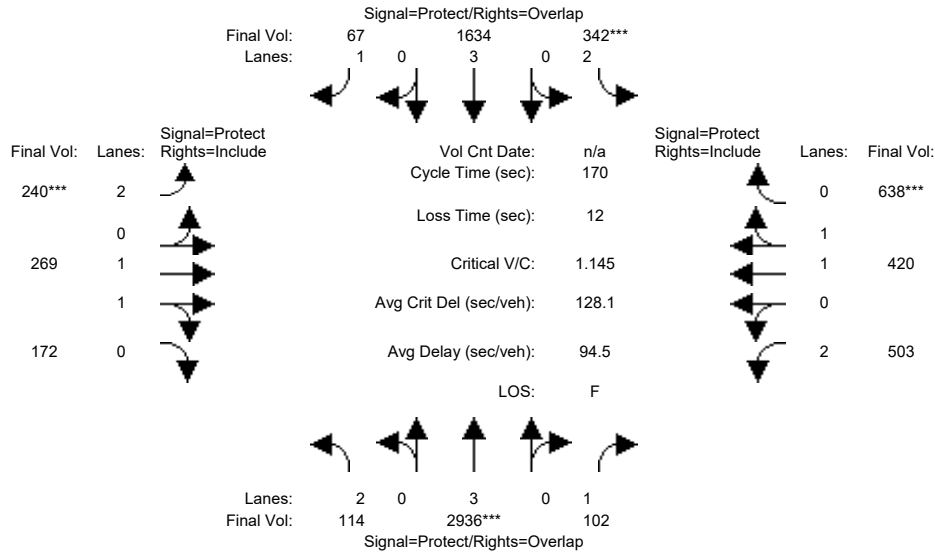 Signal=Protect/Rights=Overlap
Final Vol: 67 1634 342***
Lanes: 1 0 3 0 2
Signal=Protect
Final Vol: Lanes: Rights=Include
Vol Cnt Date: n/a
Signal=Protect
Rights=Include Lanes: Final Vol:
Cycle Time (sec): 170
240*** 2
0 638***
Loss Time (sec): 12
0
1
269 1
Critical V/C: 1.145
1 420
1
Avg Crit Del (sec/veh): 128.1
0
172 0
Avg Delay (sec/veh): 94.5
2 503
LOS: F
Lanes: 2 0 3 0 1
Final Vol: 114 2936*** 102
Signal=Protect/Rights=Overlap